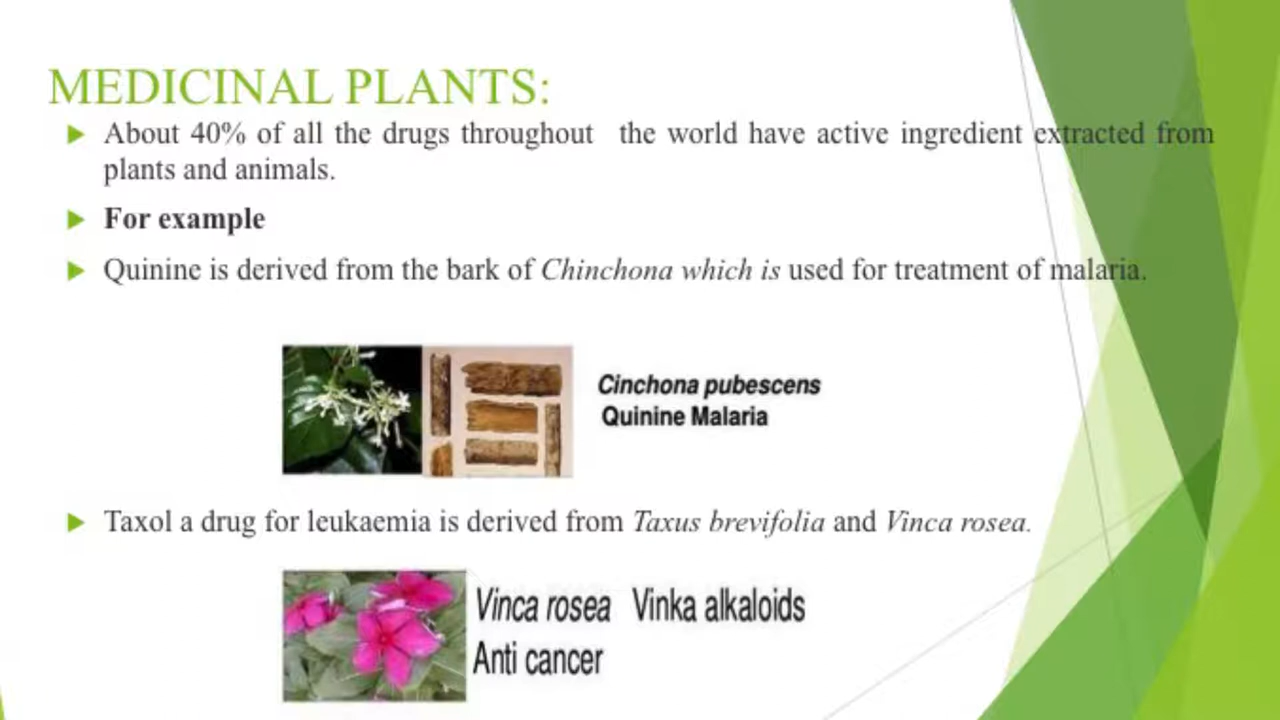 MEDICINAL PLANTS:
About 40% of all the drugs throughout the world have active ingredient extracted from
plants and animals.
For example
Quinine is derived from the bark of Chinchona which is used for treatment of malaria.
Cinchona pubescens
Quinine Malaria
Taxol a drug for leukaemia is derived from Taxus brevifolia and Vinca rosea.
Vinca rosea Vinka alkaloids
Anti cancer